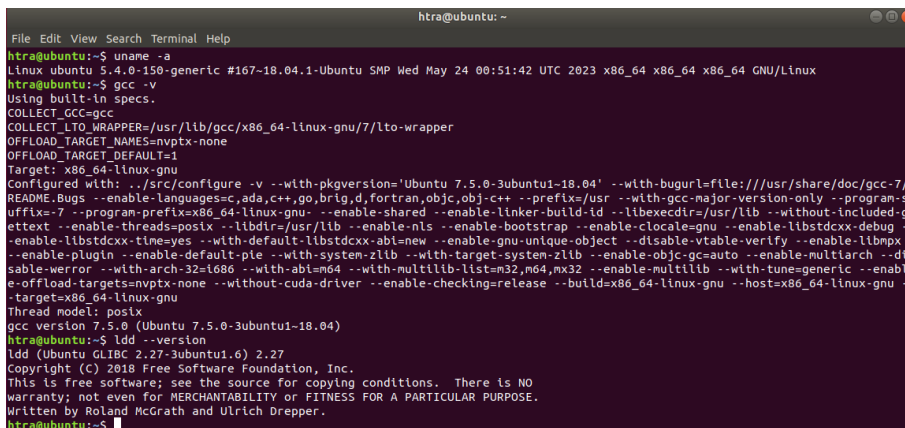 htra@ubuntu: ~
File Edit View Search Terminal Help
htra@ubuntu:~$ uname -a
Linux ubuntu 5.4.0-150-generic #167~18.04.1-Ubuntu SMP Wed May 24 00:51:42 UTC 2023 x86_64 x86_64 x86_64 GNU/Linux
htra@ubuntu:~$ gcc -v
Using built-in specs.
COLLECT_GCC=gcc
COLLECT_LTO_WRAPPER=/usr/lib/gcc/x86_64-linux-gnu/7/lto-wrapper
OFFLOAD_TARGET_NAMES=nvptx-none
OFFLOAD_TARGET_DEFAULT=1
Target: x86_64-linux-gnu
Configured with: ../src/configure -v --with-pkgversion='Ubuntu 7.5.0-3ubuntu1~18.04' --with-bugurl=file:///usr/share/doc/gcc-7/
README.Bugs --enable-languages=c,ada,c++,go,brig,d,fortran,objc,obj-c++ --prefix=/usr --with-gcc-major-version-only --program-s
uffix=-7 --program-prefix=x86_64-linux-gnu- --enable-shared --enable-linker-build-id --libexecdir=/usr/lib --without-included-g
ettext --enable-threads=posix --libdir=/usr/lib --enable-nls --enable-bootstrap --enable-clocale=gnu --enable-libstdcxx-debug -
-enable-libstdcxx-time=yes --with-default-libstdcxx-abi=new --enable-gnu-unique-object --disable-vtable-verify --enable-libmpx
--enable-plugin --enable-default-pie --with-system-zlib --with-target-system-zlib --enable-objc-gc=auto --enable-multiarch --di
sable-werror --with-arch-32=i686 --with-abi=m64 --with-multilib-list=m32,m64,mx32 --enable-multilib --with-tune=generic --enabl
e-offload-targets=nvptx-none --without-cuda-driver --enable-checking=release --build=x86_64-linux-gnu --host=x86_64-linux-gnu -
-target=x86_64-linux-gnu
Thread model: posix
gcc version 7.5.0 (Ubuntu 7.5.0-3ubuntu1~18.04)
htra@ubuntu:~$ ldd --version
ldd (Ubuntu GLIBC 2.27-3ubuntu1.6) 2.27
Copyright (C) 2018 Free Software Foundation, Inc.
This is free software; see the source for copying conditions.  There is NO
warranty; not even for MERCHANTABILITY or FITNESS FOR A PARTICULAR PURPOSE.
Written by Roland McGrath and Ulrich Drepper.
htra@ubuntu:~$